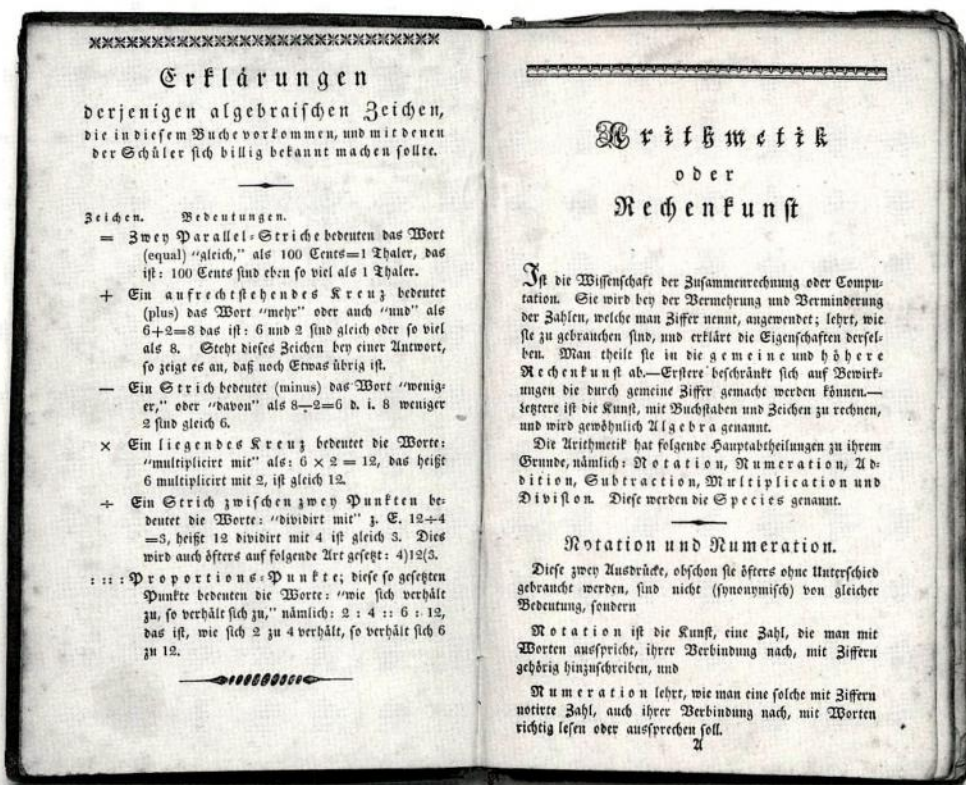 Erklärungen
derjenigen algebraischen Zeichen,
die in diesem Buche vorkommen, und mit denen
der Schüler sich billig bekannt machen sollte.
Zeichen. Bedeutungen.
= Zwey Parallel-Striche bedeuten das Wort
(equal) “gleich,” als 100 Cents=1 Thaler, das
ist: 100 Cents sind eben so viel als 1 Thaler.
+ Ein aufrechtstehendes Kreuz bedeutet
(plus) das Wort “mehr” oder auch “und” als
6+2=8 das ist: 6 und 2 sind gleich oder so viel
als 8. Steht dieses Zeichen bey einer Antwort,
so zeigt es an, daß noch Etwas übrig ist.
— Ein Strich bedeutet (minus) das Wort “wenig-
er,” oder “davon” als 8—2=6 d. i. 8 weniger
2 sind gleich 6.
× Ein liegendes Kreuz bedeutet die Worte:
“multiplicirt mit” als: 6 × 2 = 12, das heißt
6 multiplicirt mit 2, ist gleich 12.
÷ Ein Strich zwischen zwey Punkten be-
deutet die Worte: “dividirt mit” z. E. 12÷4
=3, heißt 12 dividirt mit 4 ist gleich 3. Dies
wird auch öfters auf folgende Art gesetzt: 4)12(3.
: :: : Proportions-Punkte; diese so gesetzten
Punkte bedeuten die Worte: “wie sich verhält
zu, so verhält sich zu,” nämlich: 2 : 4 :: 6 : 12,
das ist, wie sich 2 zu 4 verhält, so verhält sich 6
zu 12.
Arithmetik
oder
Rechenkunst
Ist die Wissenschaft der Zusammenrechnung oder Compu-
tation. Sie wird bey der Vermehrung und Verminderung
der Zahlen, welche man Ziffer nennt, angewendet; lehrt, wie
sie zu gebrauchen sind, und erklärt die Eigenschaften dersel-
ben. Man theilt sie in die gemeine und höhere
Rechenkunst ab.—Erstere beschränkt sich auf Bewirk-
ungen die durch gemeine Ziffer gemacht werden können.—
Letztere ist die Kunst, mit Buchstaben und Zeichen zu rechnen,
und wird gewöhnlich Algebra genannt.
Die Arithmetik hat folgende Hauptabtheilungen zu ihrem
Grunde, nämlich: Notation, Numeration, Ad-
dition, Subtraction, Multiplication und
Division. Diese werden die Species genannt.
Notation und Numeration.
Diese zwey Ausdrücke, obschon sie öfters ohne Unterschied
gebraucht werden, sind nicht (synonymisch) von gleicher
Bedeutung, sondern
Notation ist die Kunst, eine Zahl, die man mit
Worten ausspricht, ihrer Verbindung nach, mit Ziffern
gehörig hinzuschreiben, und
Numeration lehrt, wie man eine solche mit Ziffern
notirte Zahl, auch ihrer Verbindung nach, mit Worten
richtig lesen oder aussprechen soll.
A